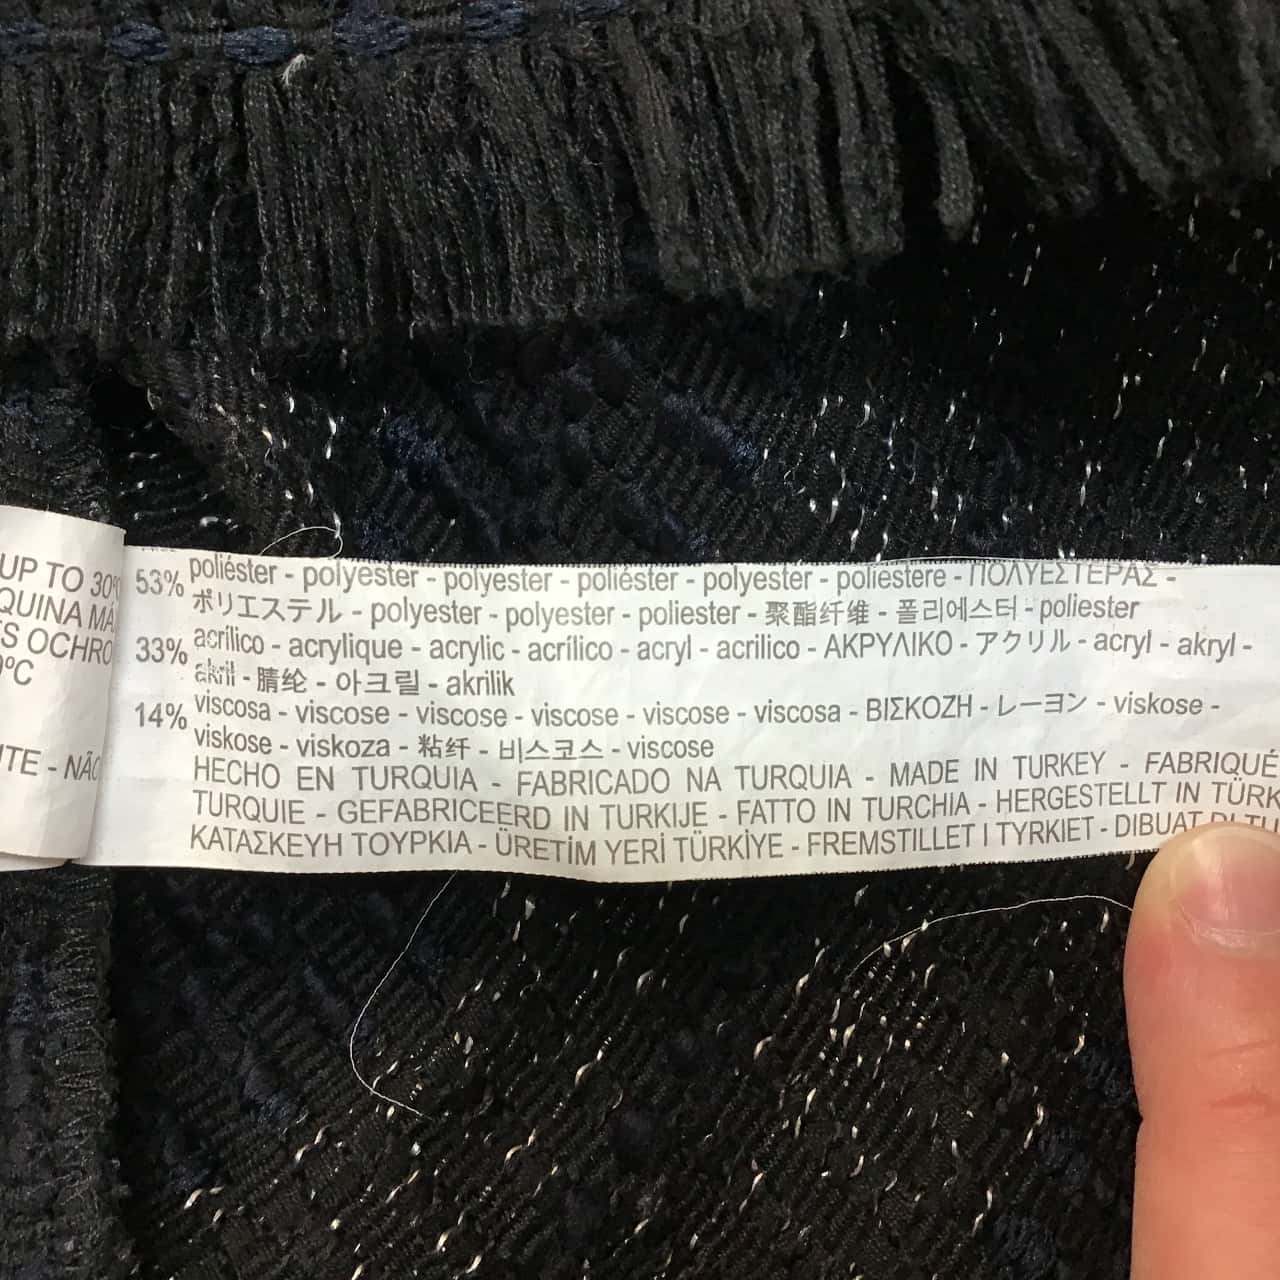 UP TO 30º
QUINA MÁ
ES OCHRO
0ºC
NTE - NÃO
53% poliéster - polyester - polyester - poliéster - polyester - poliestere - ΠΟΛΥΕΣΤΕΡΑΣ -
ポリエステル - polyester - polyester - poliester - 聚酯纤维 - 폴리에스터 - poliester
33% acrílico - acrylique - acrylic - acrílico - acryl - acrilico - ΑΚΡΥΛΙΚΟ - アクリル - acryl - akryl -
akril - 腈纶 - 아크릴 - akrilik
14% viscosa - viscose - viscose - viscose - viscose - viscosa - ΒΙΣΚΟΖΗ - レーヨン - viskose -
viskose - viskoza - 粘纤 - 비스코스 - viscose
HECHO EN TURQUIA - FABRICADO NA TURQUIA - MADE IN TURKEY - FABRIQUÉ
TURQUIE - GEFABRICEERD IN TURKIJE - FATTO IN TURCHIA - HERGESTELLT IN TÜRK
ΚΑΤΑΣΚΕΥΗ ΤΟΥΡΚΙΑ - ÜRETİM YERİ TÜRKİYE - FREMSTILLET I TYRKIET - DIBUAT DI TU